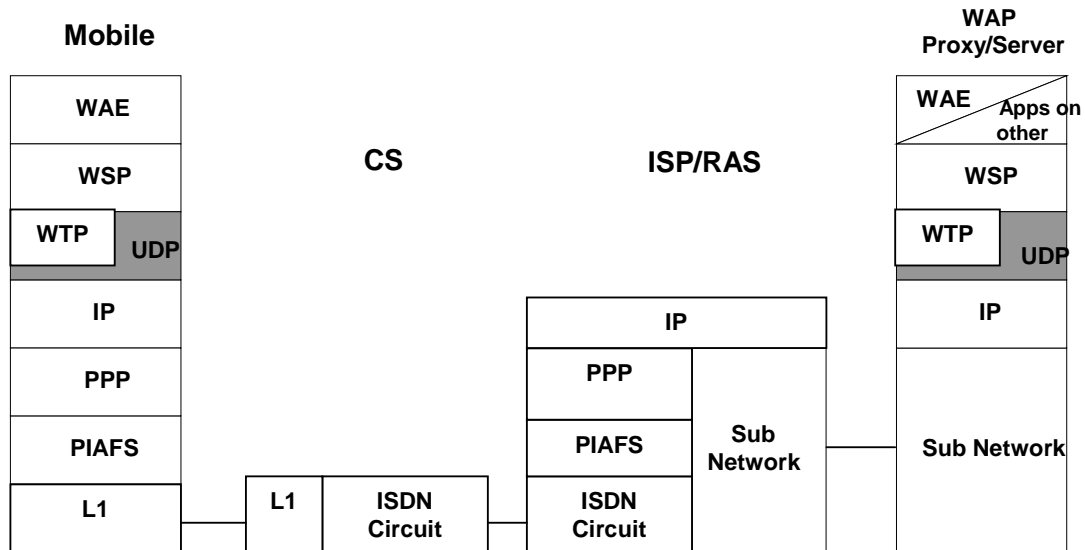 Mobile
WAE
WSP
WTP
UDP
IP
PPP
PIAFS
L1
CS
L1
ISDN
Circuit
ISP/RAS
IP
PPP
PIAFS
ISDN
Circuit
Sub
Network
WAP
Proxy/Server
WAE
Apps on
other
WSP
WTP
UDP
IP
Sub Network